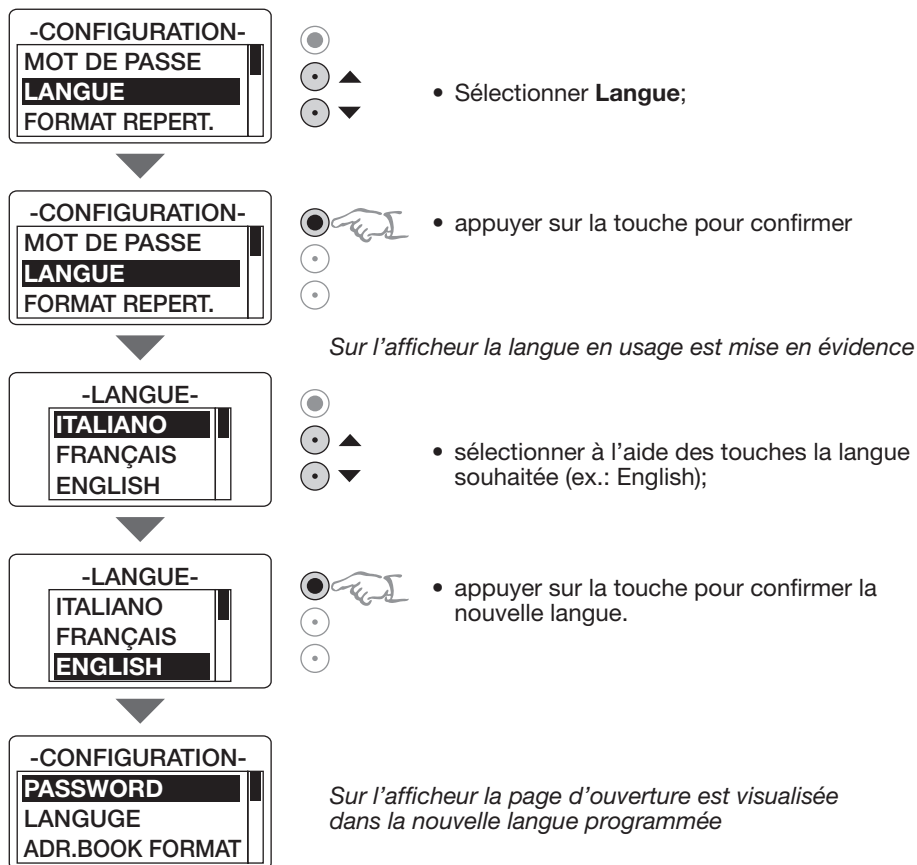 -CONFIGURATION-
MOT DE PASSE
LANGUE
FORMAT REPERT.
• Sélectionner Langue;
-CONFIGURATION-
MOT DE PASSE
LANGUE
FORMAT REPERT.
• appuyer sur la touche pour confirmer
Sur l'afficheur la langue en usage est mise en évidence
-LANGUE-
ITALIANO
FRANÇAIS
ENGLISH
• sélectionner à l'aide des touches la langue
souhaitée (ex.: English);
-LANGUE-
ITALIANO
FRANÇAIS
ENGLISH
• appuyer sur la touche pour confirmer la
nouvelle langue.
-CONFIGURATION-
PASSWORD
LANGUGE
ADR.BOOK FORMAT
Sur l'afficheur la page d'ouverture est visualisée
dans la nouvelle langue programmée